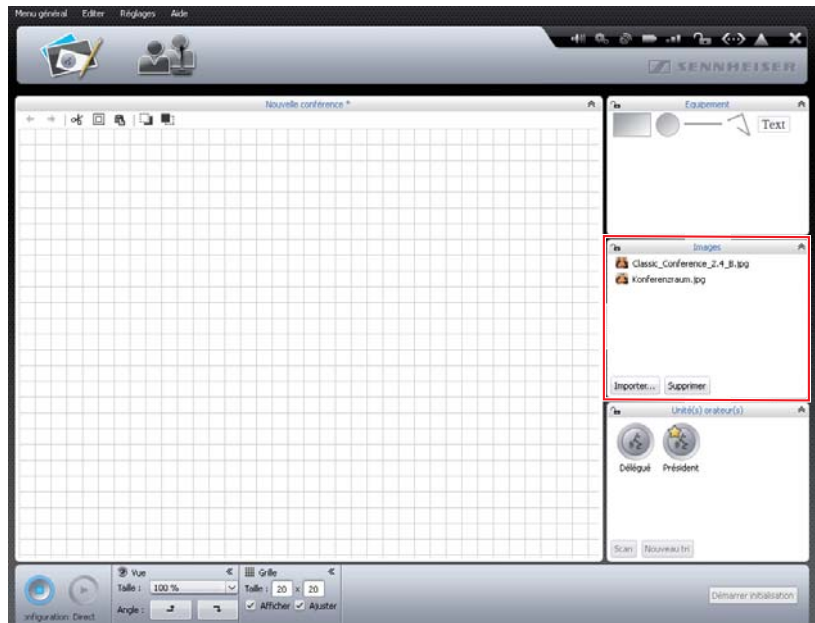 Menu général Editer Réglages Aide
SENNHEISER
Nouvelle conférence *
Equipement
Text
Images
Classic_Conference_2.4_B.jpg
Konferenzraum.jpg
Importer... Supprimer
Unité(s) orateur(s)
Délégué Président
Scan Nouveau tri
Vue
Taille : 100 %
Angle :
Grille
Taille : 20 x 20
Afficher Ajuster
onfiguration Direct
Démarrer initialisation